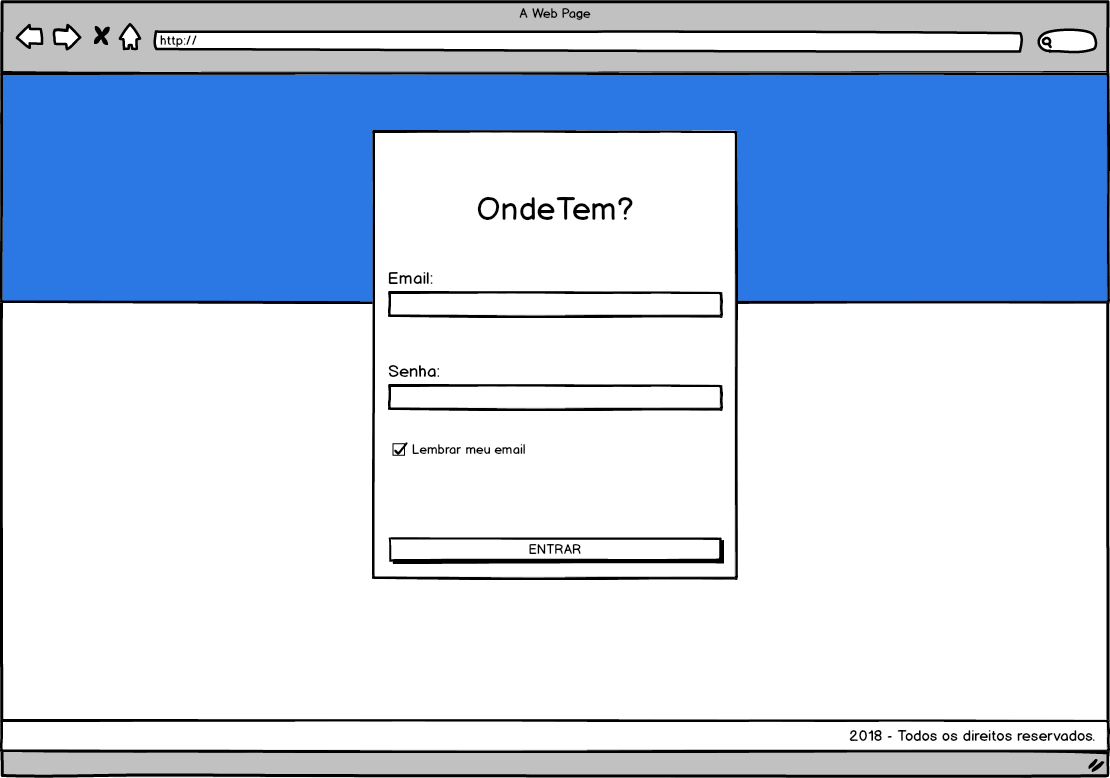 A Web Page
http://
OndeTem?
Email:
Senha:
Lembrar meu email
ENTRAR
2018 - Todos os direitos reservados.